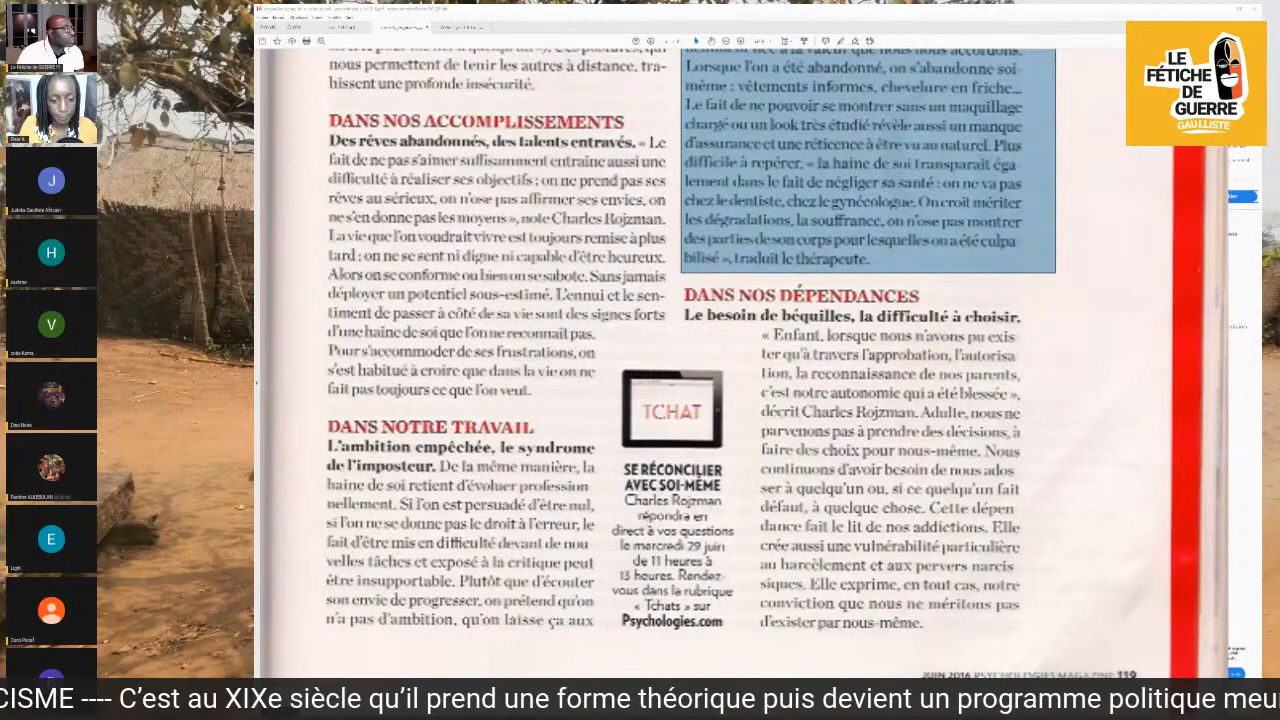 Le Fétiche de GUERRE !!!
Fleur K.
Judoka Gaulliste Africain
H
cashme
V
coba Koma
Dina Noire
Panther ALKEBULAN
E
Light
Coco Panaf
J
Accueil
Outils
nous permettent de tenir les autres à distance, tra-
hissent une profonde insécurité.
DANS NOS ACCOMPLISSEMENTS
Des rêves abandonnés, des talents entravés. « Le
fait de ne pas s'aimer suffisamment entraîne aussi une
difficulté à réaliser ses objectifs : on ne prend pas ses
rêves au sérieux, on n'ose pas affirmer ses envies, on
ne s'en donne pas les moyens », note Charles Rojzman.
La vie que l'on voudrait vivre est toujours remise à plus
tard : on ne se sent ni digne ni capable d'être heureux.
Alors on se conforme ou bien on se sabote. Sans jamais
déployer un potentiel sous-estimé. L'ennui et le sen-
timent de passer à côté de sa vie sont des signes forts
d'une haine de soi que l'on ne reconnaît pas.
Pour s'accommoder de ses frustrations, on
s'est habitué à croire que dans la vie on ne
fait pas toujours ce que l'on veut.
DANS NOTRE TRAVAIL
L'ambition empêchée, le syndrome
de l'imposteur. De la même manière, la
haine de soi retient d'évoluer profession-
nellement. Si l'on est persuadé d'être nul,
si l'on ne se donne pas le droit à l'erreur, le
fait d'être mis en difficulté devant de nou-
velles tâches et exposé à la critique peut
être insupportable. Plutôt que d'écouter
son envie de progresser, on prétend qu'on
n'a pas d'ambition, qu'on laisse ça aux
TCHAT
SE RÉCONCILIER
AVEC SOI-MÊME
Charles Rojzman
répondra en
direct à vos questions
le mercredi 29 juin
de 11 heures à
13 heures. Rendez-
vous dans la rubrique
« Tchats » sur
Psychologies.com
Lorsque l'on a été abandonné, on s'abandonne soi-
même : vêtements informes, chevelure en friche…
Le fait de ne pouvoir se montrer sans un maquillage
chargé ou un look très étudié révèle aussi un manque
d'assurance et une réticence à être vu au naturel. Plus
difficile à repérer, « la haine de soi transparaît éga-
lement dans le fait de négliger sa santé : on ne va pas
chez le dentiste, chez le gynécologue. On croit mériter
les dégradations, la souffrance, on n'ose pas montrer
des parties de son corps pour lesquelles on a été culpa-
bilisé », traduit le thérapeute.
DANS NOS DÉPENDANCES
Le besoin de béquilles, la difficulté à choisir.
« Enfant, lorsque nous n'avons pu exis-
ter qu'à travers l'approbation, l'autorisa-
tion, la reconnaissance de nos parents,
c'est notre autonomie qui a été blessée »,
décrit Charles Rojzman. Adulte, nous ne
parvenons pas à prendre des décisions, à
faire des choix pour nous-même. Nous
continuons d'avoir besoin de nous ados-
ser à quelqu'un ou, si ce quelqu'un fait
défaut, à quelque chose. Cette dépen-
dance fait le lit de nos addictions. Elle
crée aussi une vulnérabilité particulière
au harcèlement et aux pervers narcis-
siques. Elle exprime, en tout cas, notre
conviction que nous ne méritons pas
d'exister par nous-même.
JUIN 2016 PSYCHOLOGIES MAGAZINE 119
LE
FÉTICHE
DE
GUERRE
GAULLISTE
CISME ---- C'est au XIXe siècle qu'il prend une forme théorique puis devient un programme politique meu